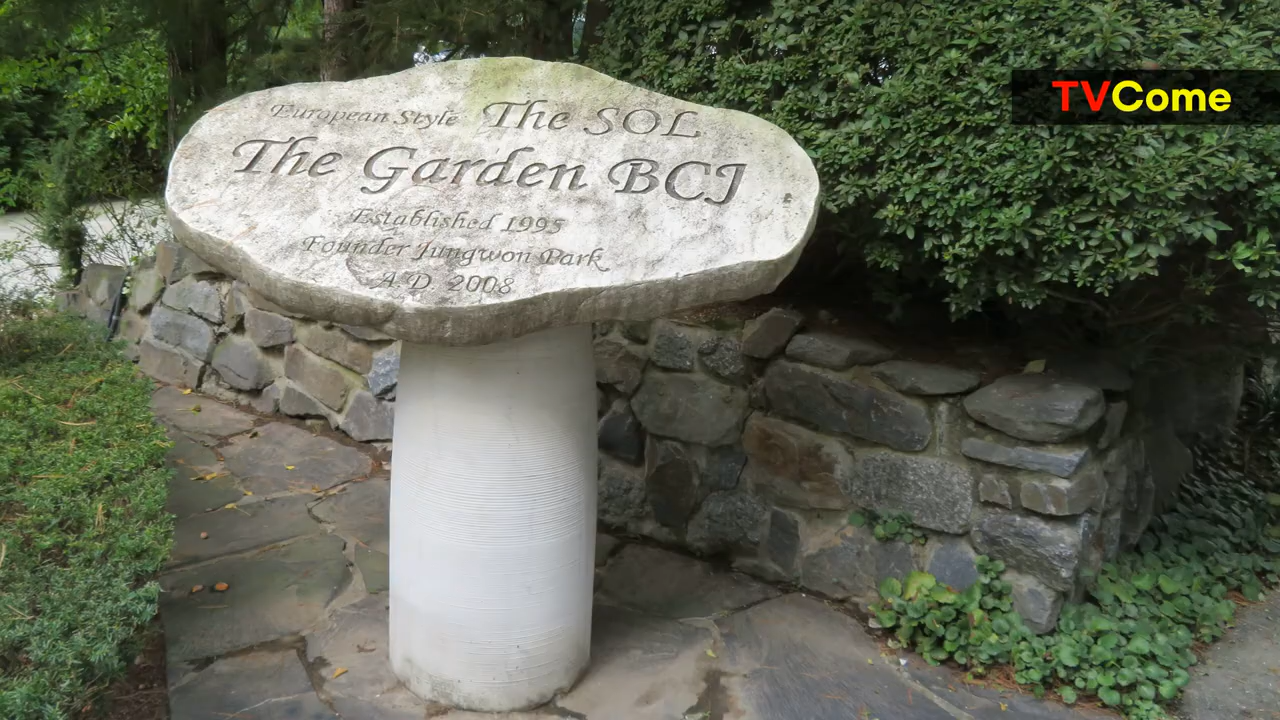 European Style The SOL
The Garden BCJ
Established 1995
Founder Jungwon Park
A.D. 2008
TVCome